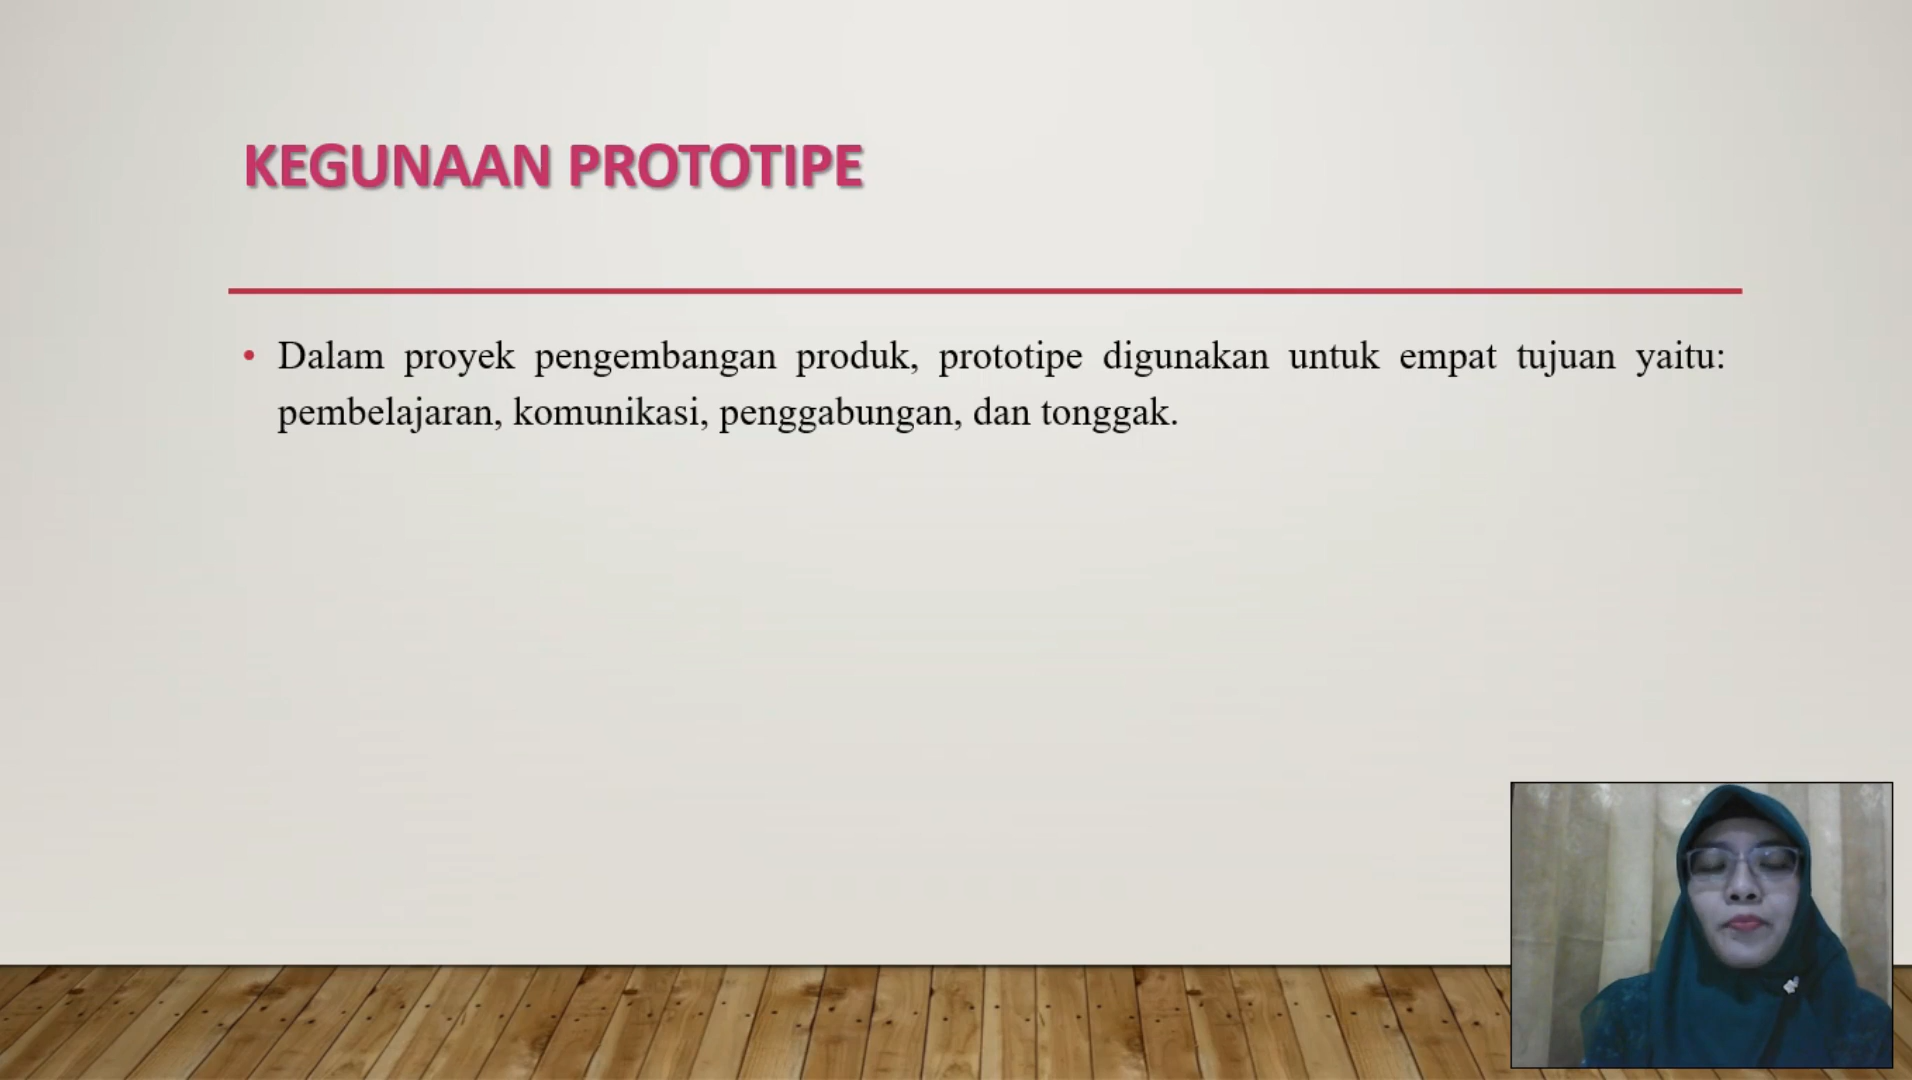 KEGUNAAN PROTOTIPE
• Dalam proyek pengembangan produk, prototipe digunakan untuk empat tujuan yaitu:
pembelajaran, komunikasi, penggabungan, dan tonggak.